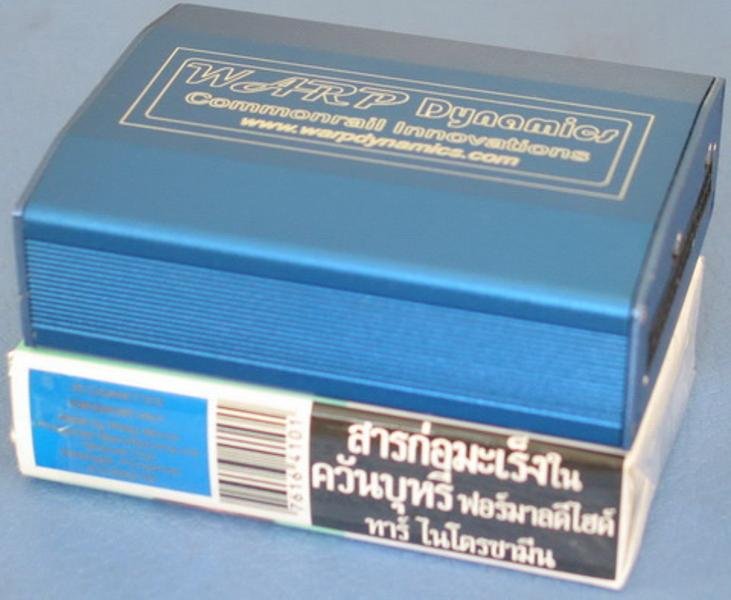 WARP Dynamics
Commonrail Innovations
www.warpdynamics.com
76164101
สารก่อมะเร็งใน
ควันบุหรี่ ฟอร์มาลดีไฮด์
ทาร์ ไนโตรซามีน